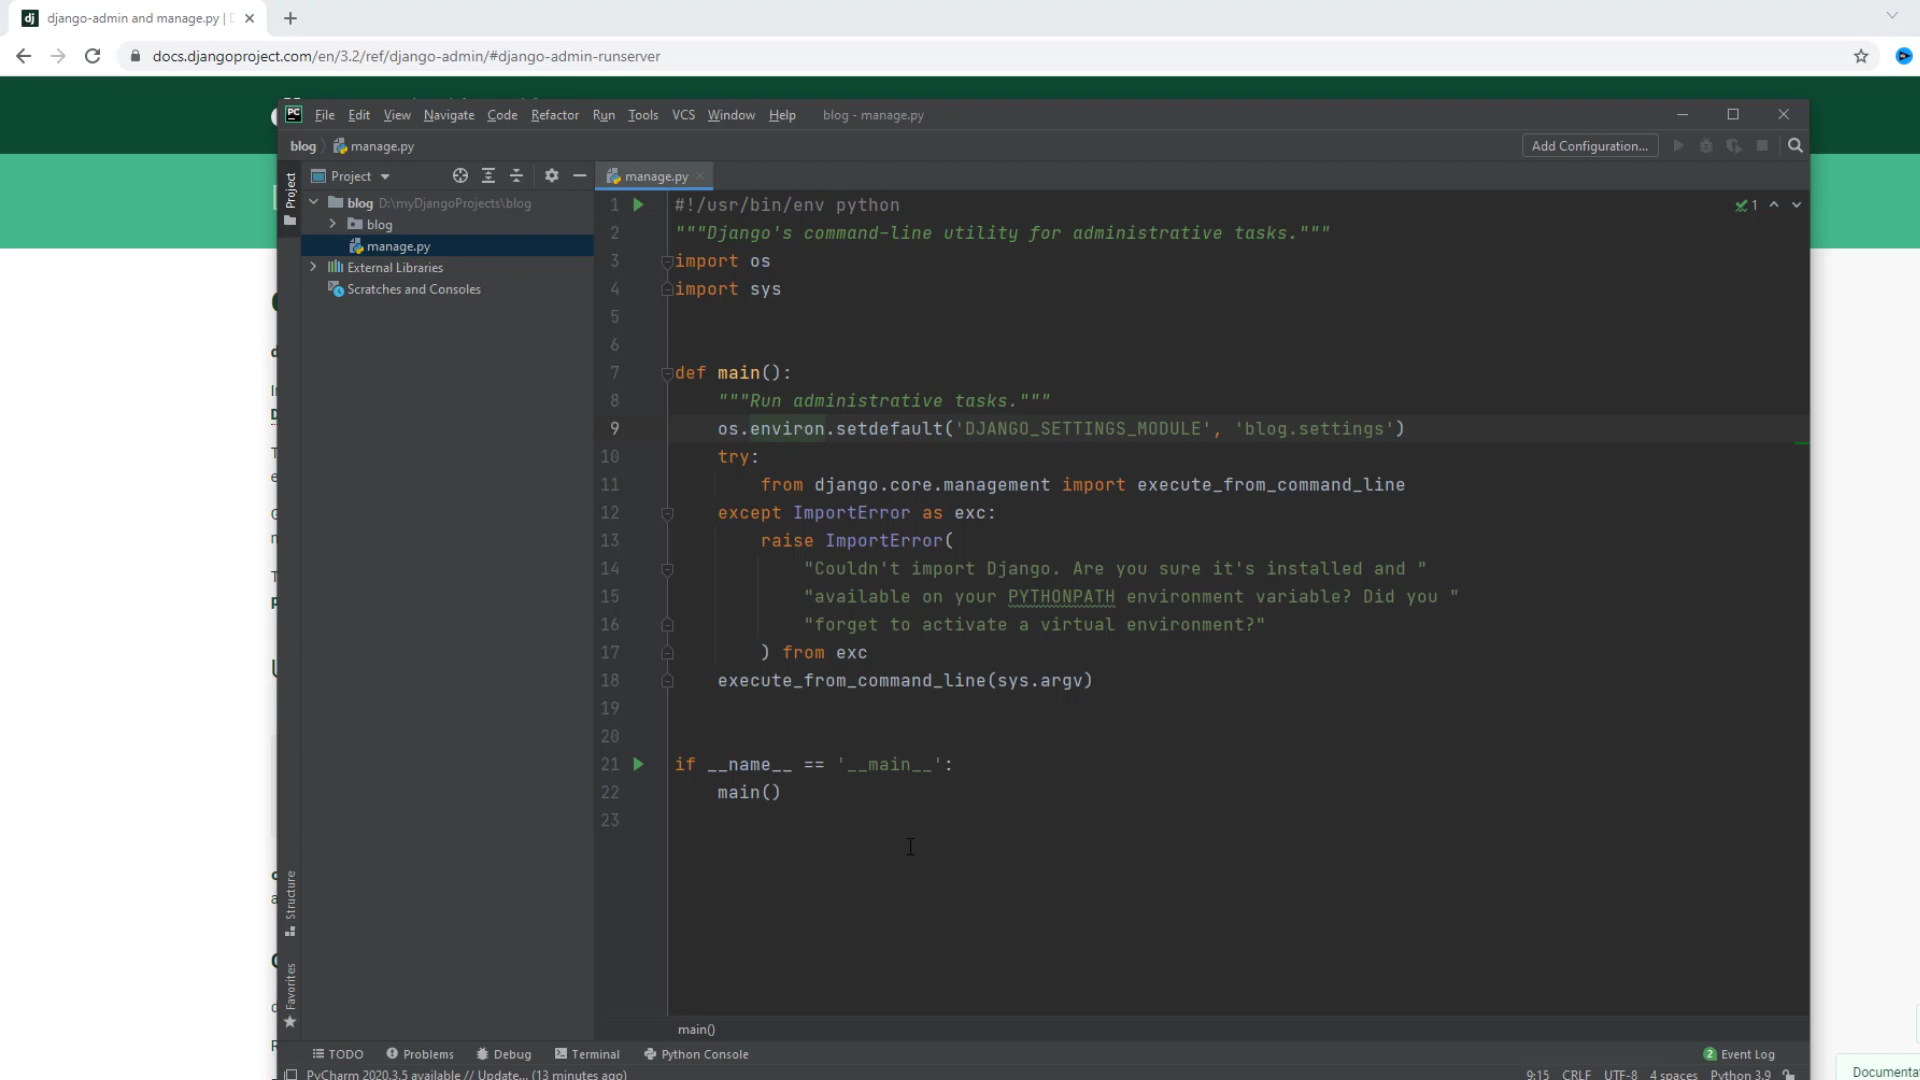 django-admin and manage.py |
docs.djangoproject.com/en/3.2/ref/django-admin/#django-admin-runserver
PC File Edit View Navigate Code Refactor Run Tools VCS Window Help blog - manage.py
blog manage.py Add Configuration...
Project
Project
manage.py
blog D:\myDjangoProjects\blog
blog
manage.py
External Libraries
Scratches and Consoles
1 #!/usr/bin/env python
1
2 """Django's command-line utility for administrative tasks."""
3 import os
4 import sys
5
6
7 def main():
8 """Run administrative tasks."""
9 os.environ.setdefault('DJANGO_SETTINGS_MODULE', 'blog.settings')
10 try:
11 from django.core.management import execute_from_command_line
12 except ImportError as exc:
13 raise ImportError(
14 "Couldn't import Django. Are you sure it's installed and "
15 "available on your PYTHONPATH environment variable? Did you "
16 "forget to activate a virtual environment?"
17 ) from exc
18 execute_from_command_line(sys.argv)
19
20
21 if __name__ == '__main__':
22 main()
23
Structure
Favorites
main()
TODO Problems Debug Terminal Python Console 2 Event Log
PyCharm 2020.3.5 available // Update... (13 minutes ago) 9:15 CRLF UTF-8 4 spaces Python 3.9